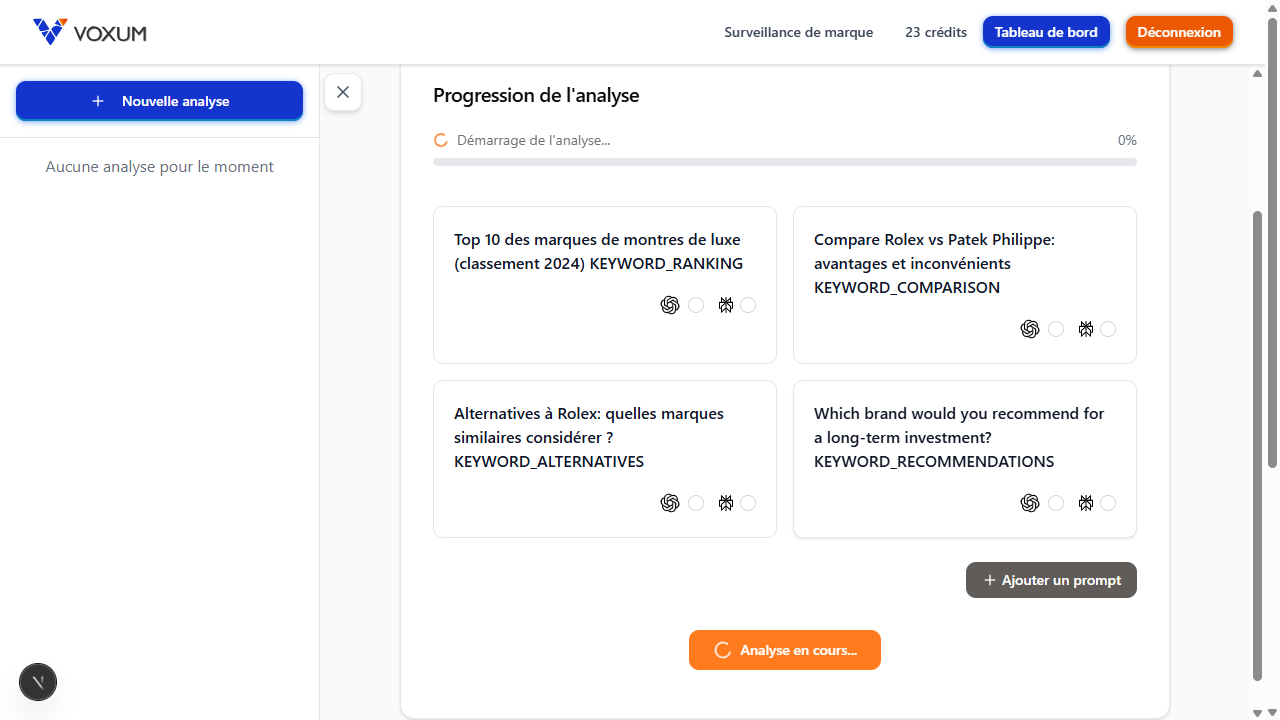 VOXUM
Surveillance de marque
23 crédits
Tableau de bord
Déconnexion
+ Nouvelle analyse
Aucune analyse pour le moment
Progression de l'analyse
Démarrage de l'analyse...
0%
Top 10 des marques de montres de luxe
(classement 2024) KEYWORD_RANKING
Compare Rolex vs Patek Philippe:
avantages et inconvénients
KEYWORD_COMPARISON
Alternatives à Rolex: quelles marques
similaires considérer ?
KEYWORD_ALTERNATIVES
Which brand would you recommend for
a long-term investment?
KEYWORD_RECOMMENDATIONS
+ Ajouter un prompt
Analyse en cours...